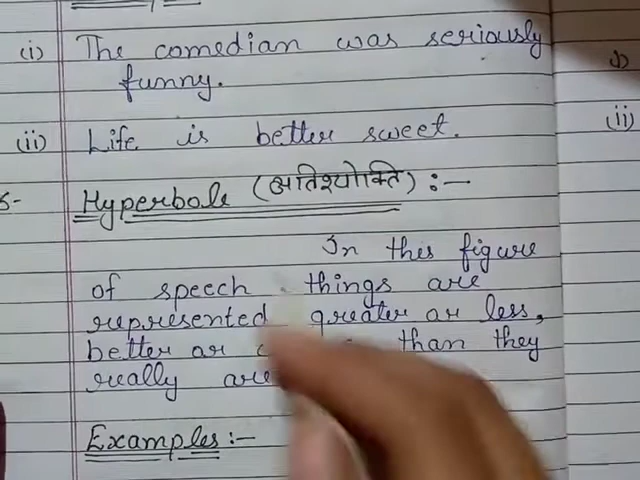 (i) The comedian was seriously
funny.
(ii) Life is better sweet.
5- Hyperbole (अतिश्योक्ति) :-
In this figure
of speech things are
represented greater or less,
better or than they
really are
Examples :-
(ii)